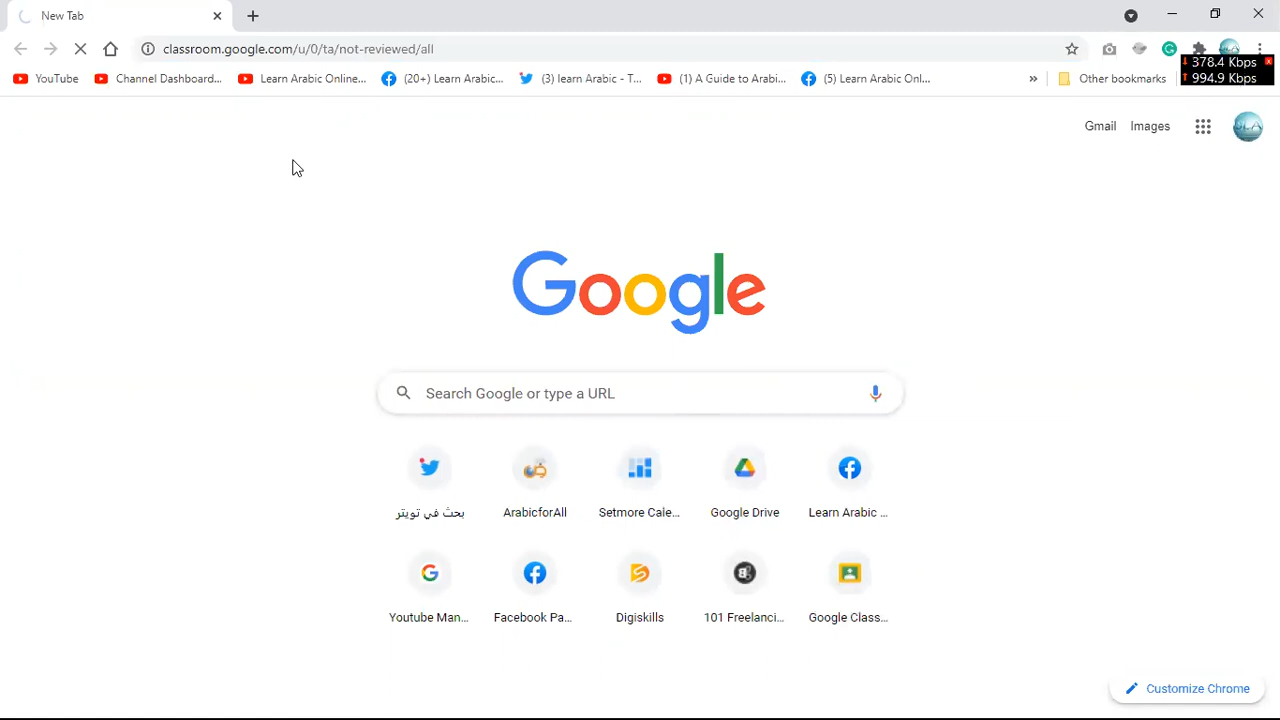 New Tab
classroom.google.com/u/0/ta/not-reviewed/all
YouTube
Channel Dashboard...
Learn Arabic Online...
(20+) Learn Arabic...
(3) learn Arabic - T...
(1) A Guide to Arabi...
(5) Learn Arabic Onl...
»
Other bookmarks
378.4 Kbps
994.9 Kbps
Gmail
Images
Google
Search Google or type a URL
بحث في تويتر
ArabicforAll
Setmore Cale...
Google Drive
Learn Arabic ...
Youtube Man...
Facebook Pa...
Digiskills
101 Freelanci...
Google Class...
Customize Chrome